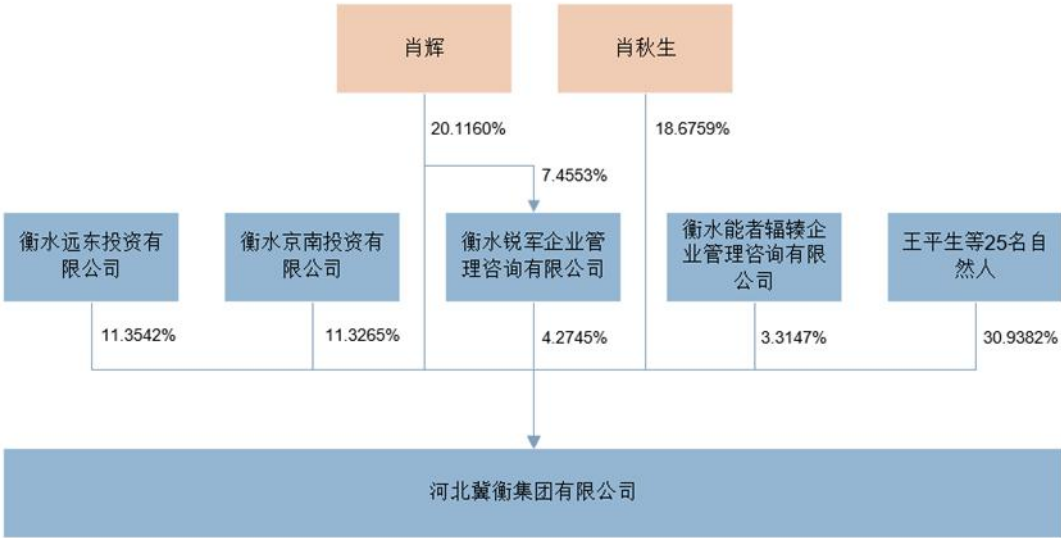 肖辉
肖秋生
20.1160%
18.6759%
7.4553%
衡水远东投资有
限公司
衡水京南投资有
限公司
衡水锐军企业管
理咨询有限公司
衡水能者辐辏企
业管理咨询有限
公司
王平生等25名自
然人
11.3542%
11.3265%
4.2745%
3.3147%
30.9382%
河北冀衡集团有限公司